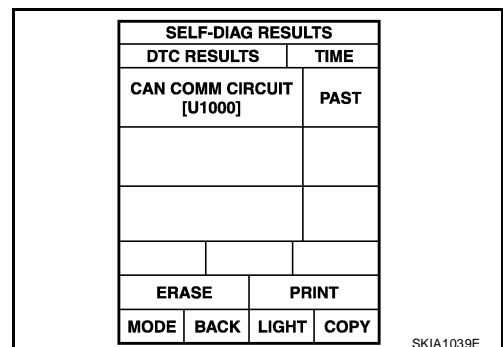 SELF-DIAG RESULTS
DTC RESULTS TIME
CAN COMM CIRCUIT
[U1000] PAST
ERASE PRINT
MODE BACK LIGHT COPY
SKIA1039E